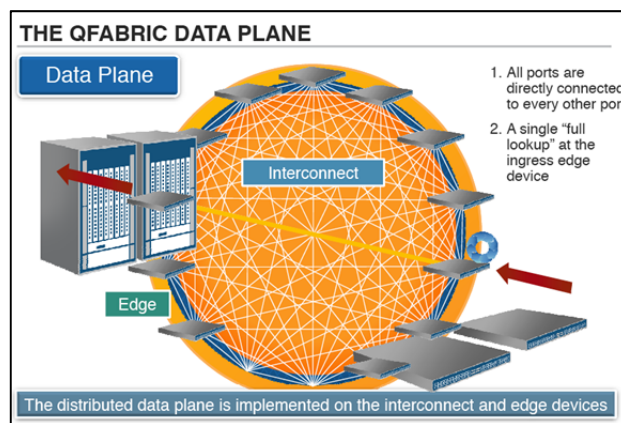 THE QFABRIC DATA PLANE
Data Plane
1. All ports are
directly connected
to every other por
2. A single “full
lookup” at the
ingress edge
device
Interconnect
Edge
The distributed data plane is implemented on the interconnect and edge devices